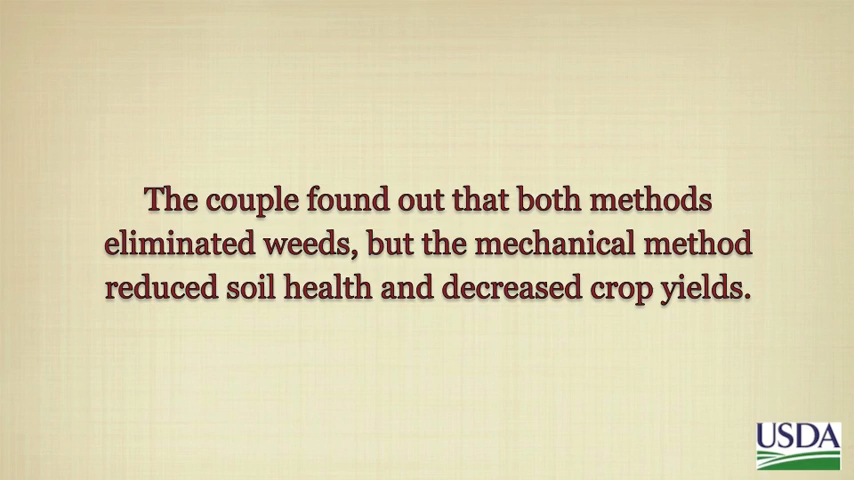 The couple found out that both methods
eliminated weeds, but the mechanical method
reduced soil health and decreased crop yields.
USDA